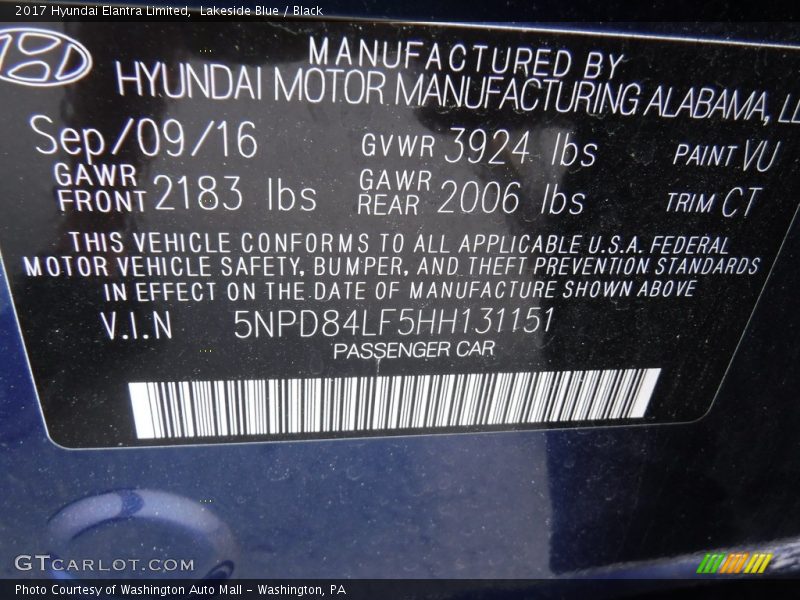 2017 Hyundai Elantra Limited, Lakeside Blue / Black
MANUFACTURED BY
HYUNDAI MOTOR MANUFACTURING ALABAMA, LL
Sep/09/16 GVWR 3924 lbs PAINT VU
GAWR FRONT 2183 lbs GAWR REAR 2006 lbs TRIM CT
THIS VEHICLE CONFORMS TO ALL APPLICABLE U.S.A. FEDERAL
MOTOR VEHICLE SAFETY, BUMPER, AND THEFT PREVENTION STANDARDS
IN EFFECT ON THE DATE OF MANUFACTURE SHOWN ABOVE
V.I.N 5NPD84LF5HH131151
PASSENGER CAR
GTCARLOT.COM
Photo Courtesy of Washington Auto Mall - Washington, PA